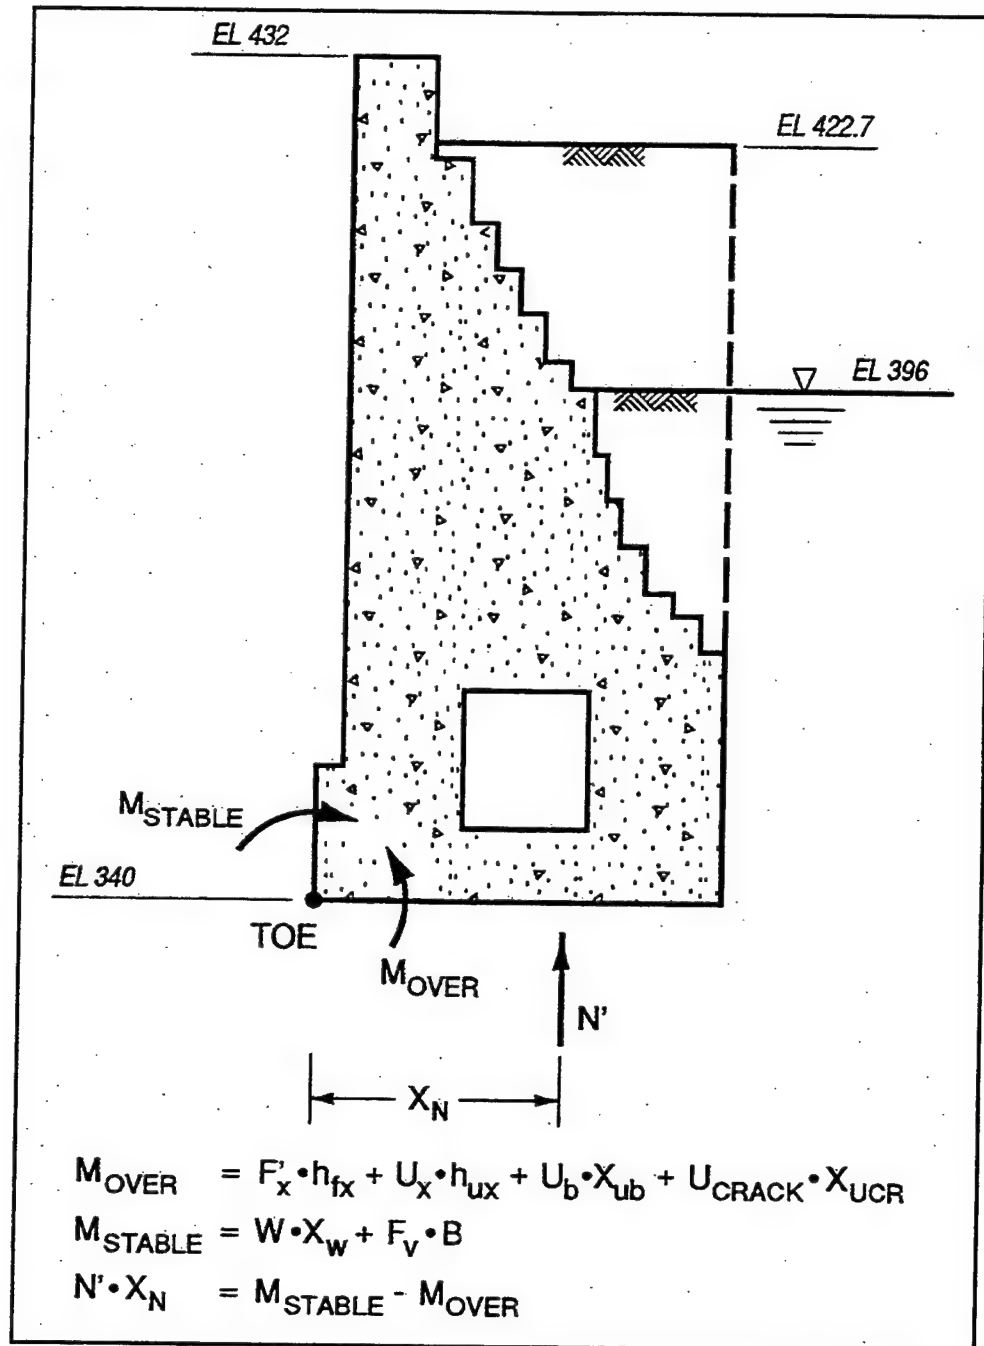 EL 432
EL 422.7
EL 396
M_STABLE
EL 340
TOE
M_OVER
N'
X_N
M_OVER = F'_x•h_fx + U_x•h_ux + U_b•X_ub + U_CRACK•X_UCR
M_STABLE = W•X_w + F_v•B
N'•X_N = M_STABLE - M_OVER